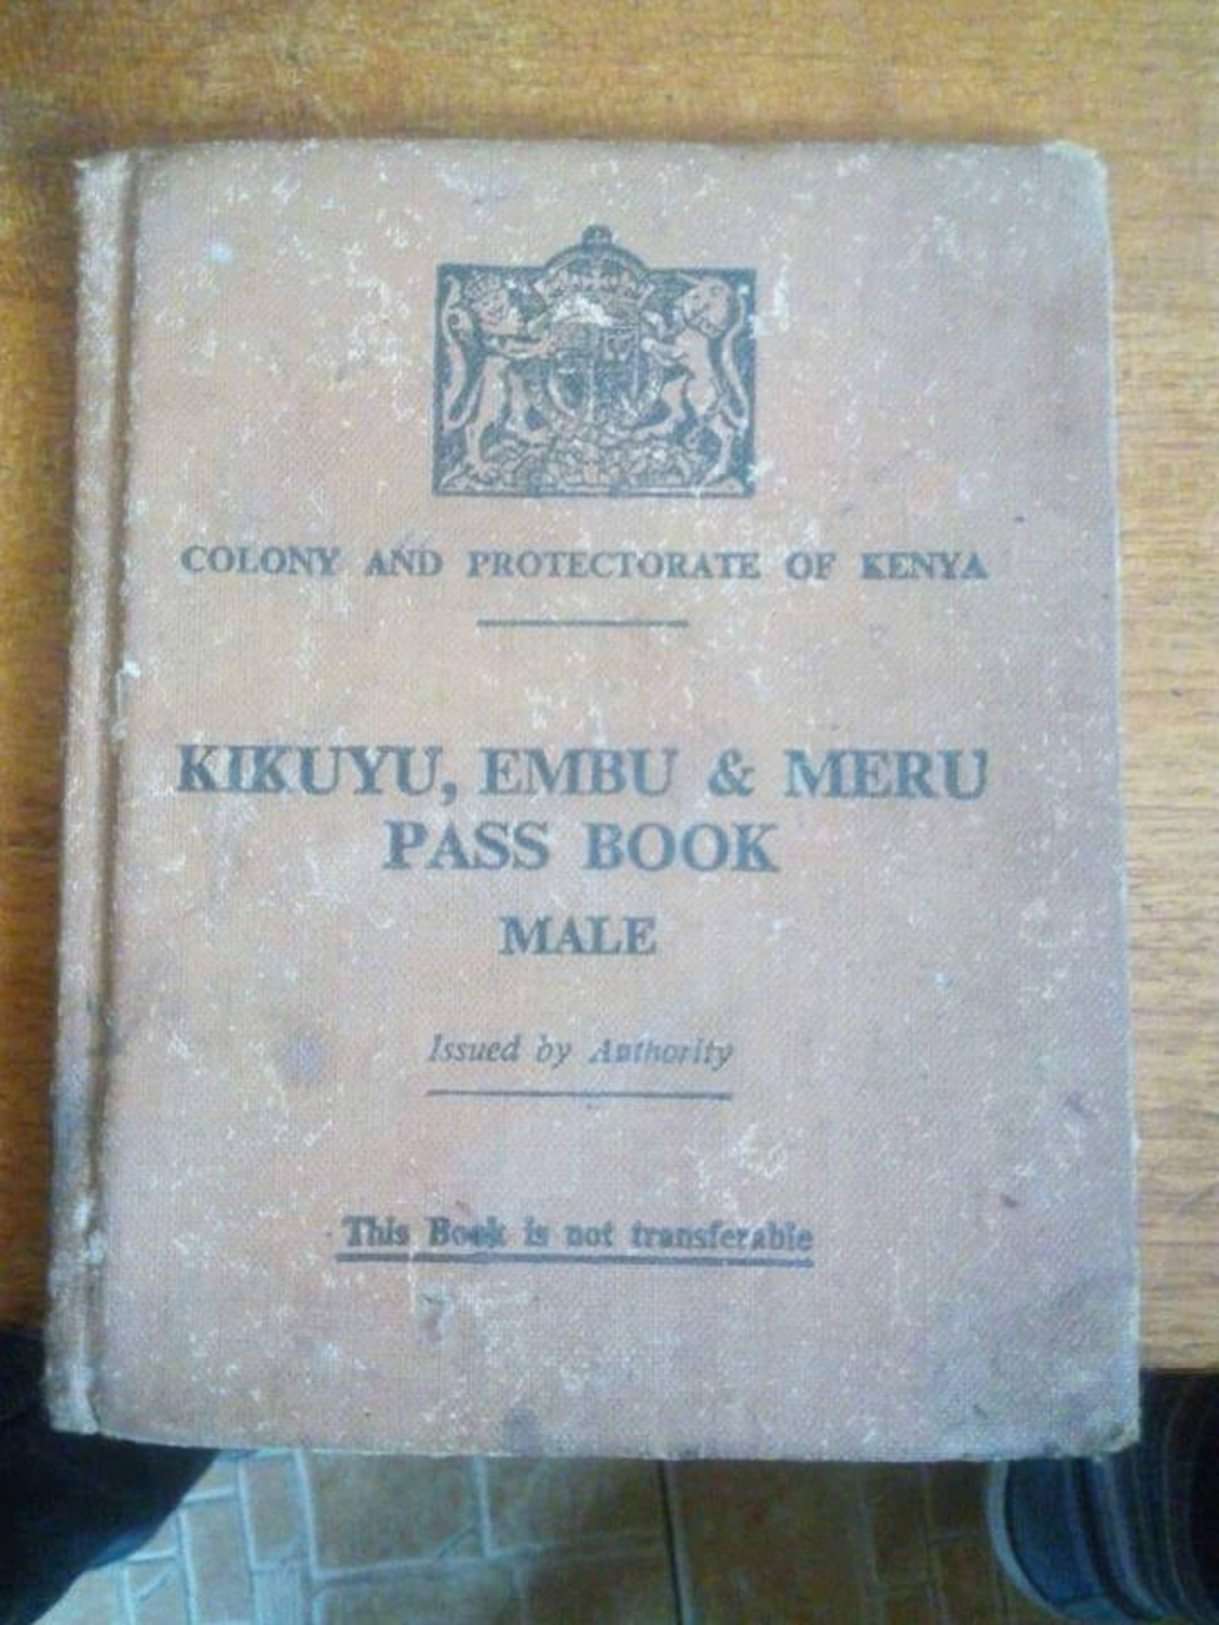 COLONY AND PROTECTORATE OF KENYA
KIKUYU, EMBU & MERU
PASS BOOK
MALE
Issued by Authority
This Book is not transferable